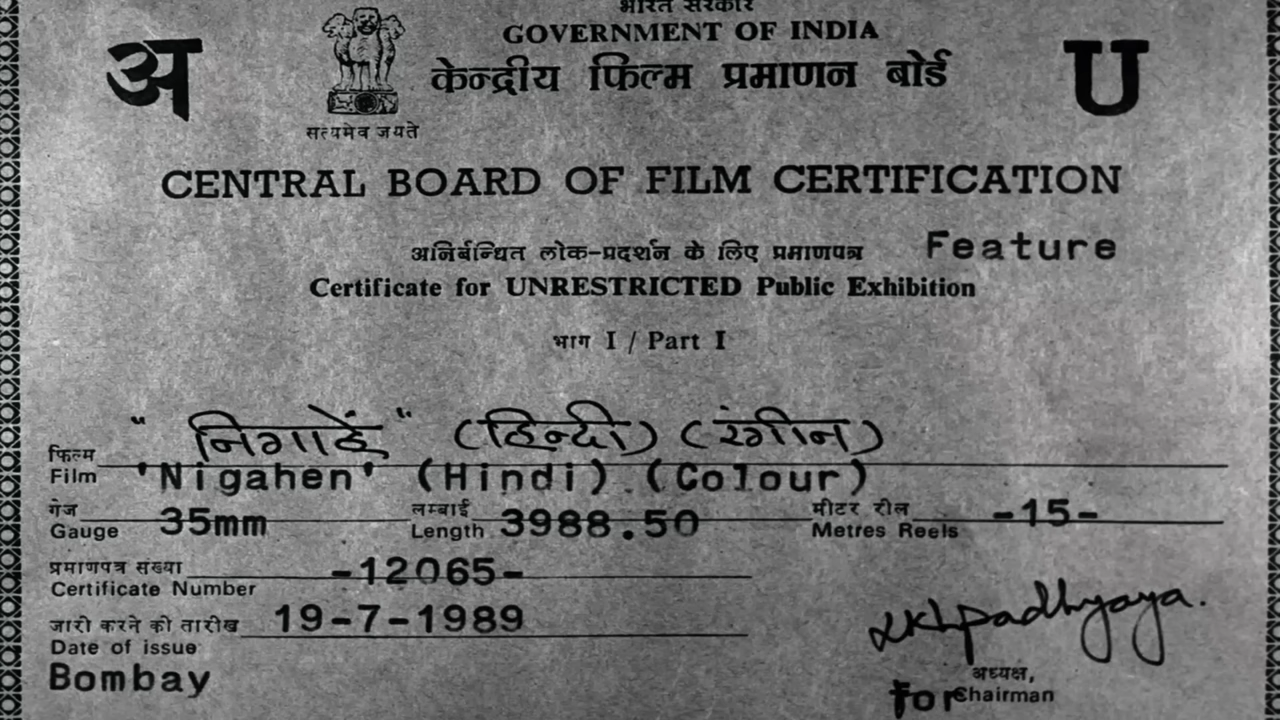 भारत सरकार
GOVERNMENT OF INDIA
अ केन्द्रीय फिल्म प्रमाणन बोर्ड U
सत्यमेव जयते
CENTRAL BOARD OF FILM CERTIFICATION
अनिर्बन्धित लोक-प्रदर्शन के लिए प्रमाणपत्र Feature
Certificate for UNRESTRICTED Public Exhibition
भाग I / Part I
फिल्म "निगाहें" (हिन्दी) (रंगीन)
Film 'Nigahen' (Hindi) (Colour)
गेज लम्बाई मीटर रील
Gauge 35mm Length 3988.50 Metres Reels -15-
प्रमाणपत्र संख्या -12065-
Certificate Number
जारी करने की तारीख 19-7-1989
Date of issue
Bombay
अध्यक्ष,
for Chairman